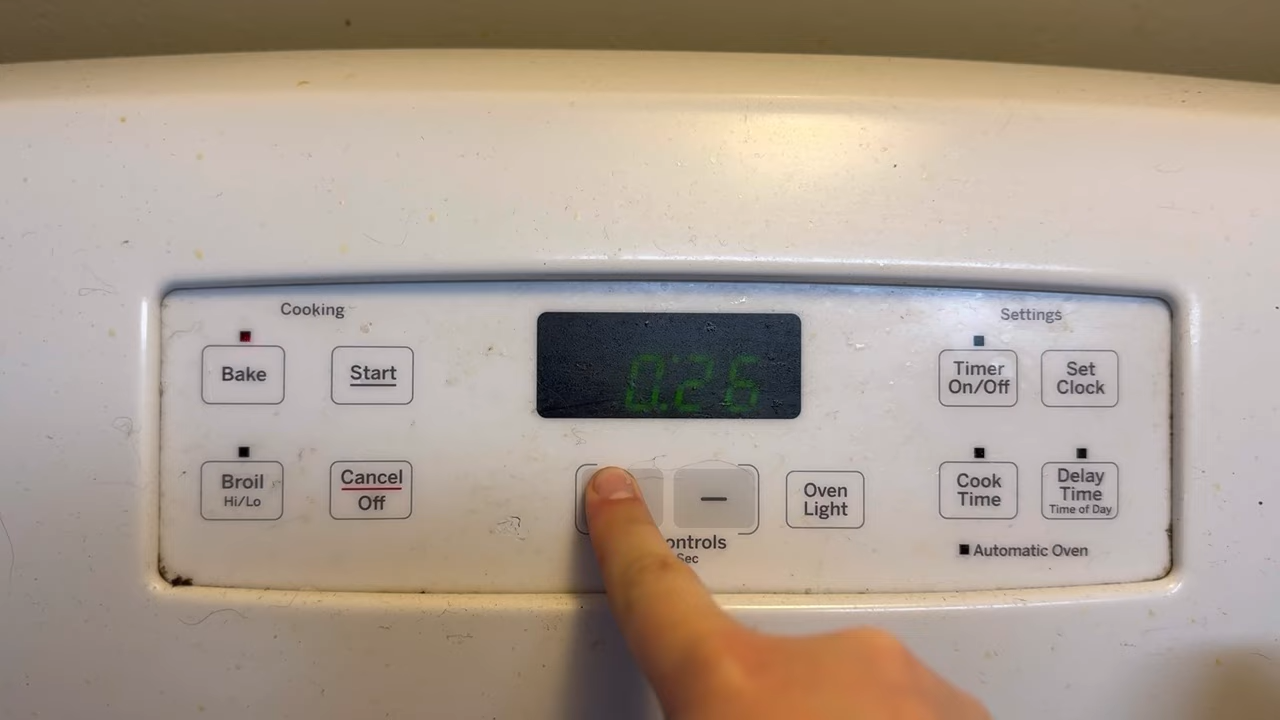 Cooking
Settings
Bake
Start
0:26
Timer
On/Off
Set
Clock
Broil
Hi/Lo
Cancel
Off
–
Oven
Light
Cook
Time
Delay
Time
Time of Day
ontrols
Sec
Automatic Oven